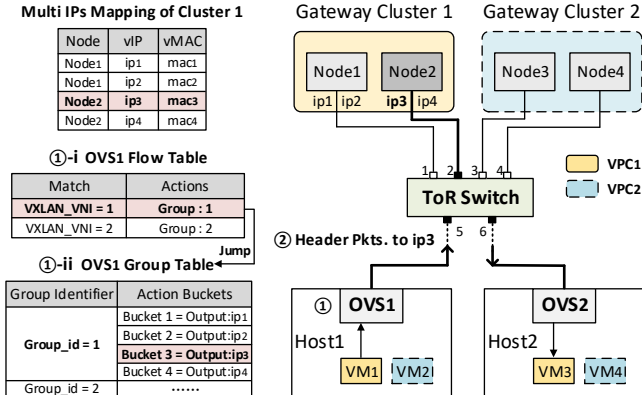 Multi IPs Mapping of Cluster 1
Node vIP vMAC
Node1 ip1 mac1
Node1 ip2 mac2
Node2 ip3 mac3
Node2 ip4 mac4
①-i OVS1 Flow Table
Match Actions
VXLAN_VNI = 1 Group : 1
VXLAN_VNI = 2 Group : 2
Jump
①-ii OVS1 Group Table
Group Identifier Action Buckets
Group_id = 1
Bucket 1 = Output:ip1
Bucket 2 = Output:ip2
Bucket 3 = Output:ip3
Bucket 4 = Output:ip4
Group_id = 2 ......
Gateway Cluster 1 Gateway Cluster 2
Node1 Node2 Node3 Node4
ip1 ip2 ip3 ip4
1 2 3 4
VPC1
VPC2
ToR Switch
② Header Pkts. to ip3
5 6
① OVS1 OVS2
Host1 Host2
VM1 VM2 VM3 VM4